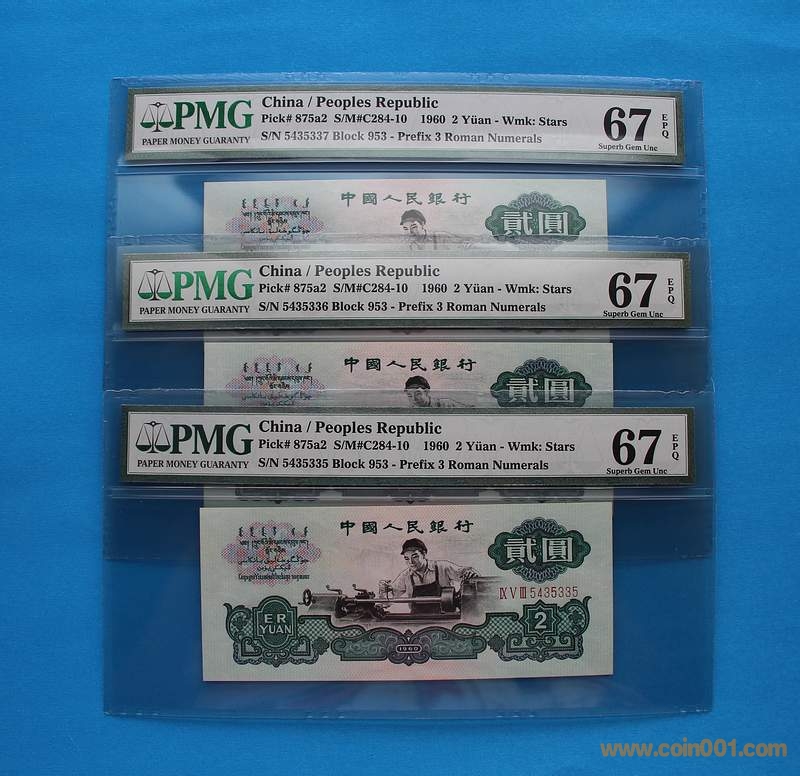 PMG
PAPER MONEY GUARANTY
China / Peoples Republic
Pick# 875a2 S/M#C284-10 1960 2 Yüan - Wmk: Stars
S/N 5435337 Block 953 - Prefix 3 Roman Numerals
67
EPQ
Superb Gem Unc
中國人民銀行
貳圓
PMG
PAPER MONEY GUARANTY
China / Peoples Republic
Pick# 875a2 S/M#C284-10 1960 2 Yüan - Wmk: Stars
S/N 5435336 Block 953 - Prefix 3 Roman Numerals
67
EPQ
Superb Gem Unc
中國人民銀行
貳圓
PMG
PAPER MONEY GUARANTY
China / Peoples Republic
Pick# 875a2 S/M#C284-10 1960 2 Yüan - Wmk: Stars
S/N 5435335 Block 953 - Prefix 3 Roman Numerals
67
EPQ
Superb Gem Unc
中國人民銀行
貳圓
IX V III 5435335
ER
YUAN
2
1960
www.coin001.com